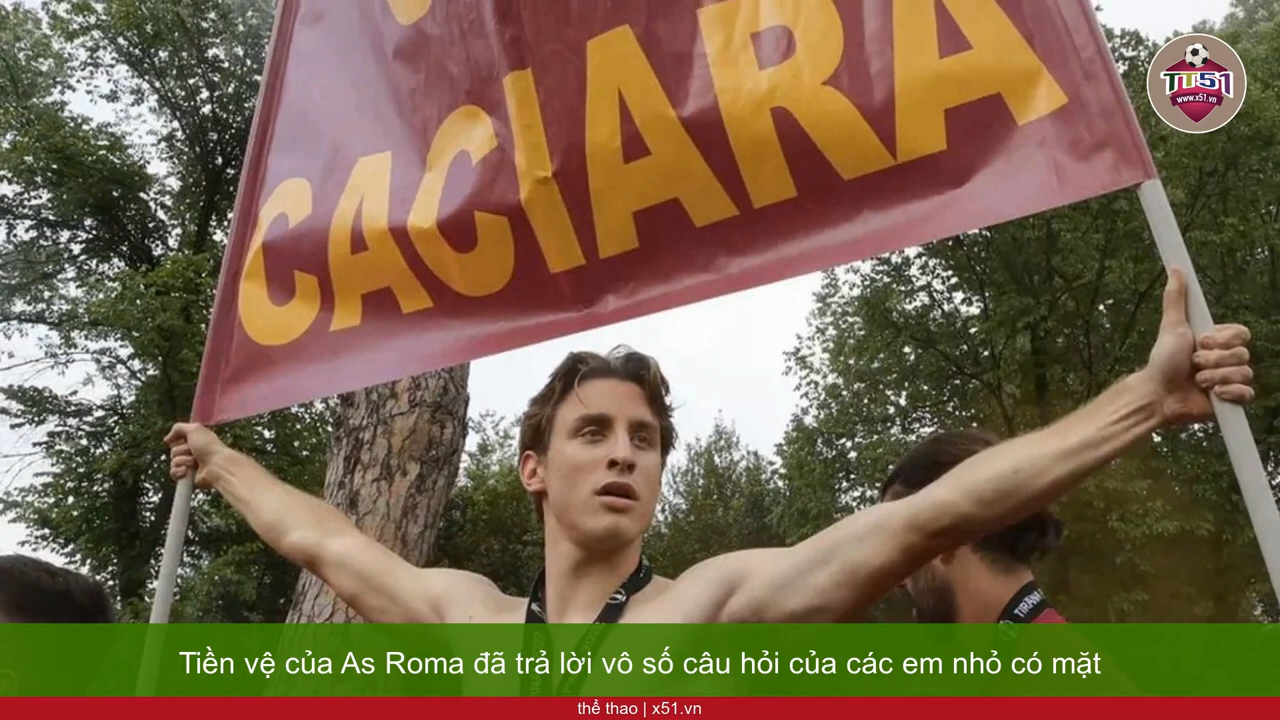 CACIARA
TT51
www.x51.vn
TIRANA
Tiền vệ của As Roma đã trả lời vô số câu hỏi của các em nhỏ có mặt
thể thao | x51.vn